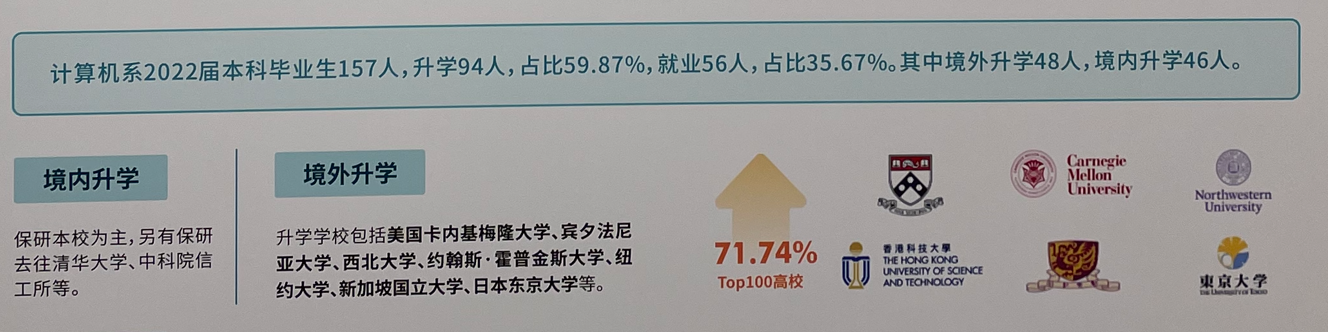 计算机系2022届本科毕业生157人，升学94人，占比59.87%，就业56人，占比35.67%。其中境外升学48人，境内升学46人。
境内升学
保研本校为主，另有保研
去往清华大学、中科院信
工所等。
境外升学
升学学校包括美国卡内基梅隆大学、宾夕法尼
亚大学、西北大学、约翰斯·霍普金斯大学、纽
约大学、新加坡国立大学、日本东京大学等。
71.74%
Top100高校
Carnegie
Mellon
University
Northwestern
University
香港科技大學
THE HONG KONG
UNIVERSITY OF SCIENCE
AND TECHNOLOGY
東京大学
THE UNIVERSITY OF TOKYO